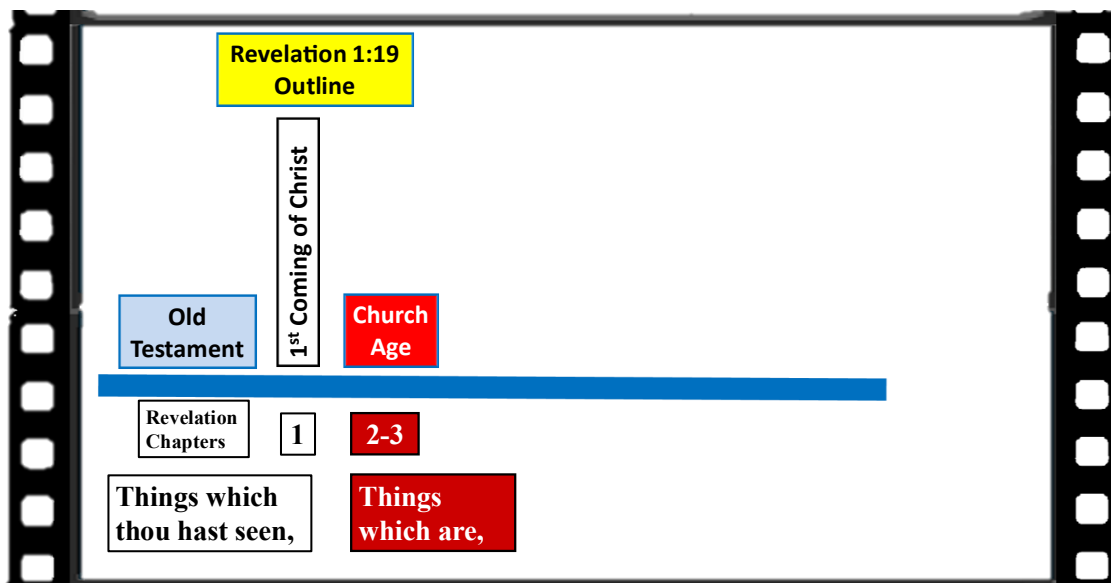 Revelation 1:19
Outline
1st Coming of Christ
Old
Testament
Church
Age
Revelation
Chapters
1
2-3
Things which
thou hast seen,
Things
which are,